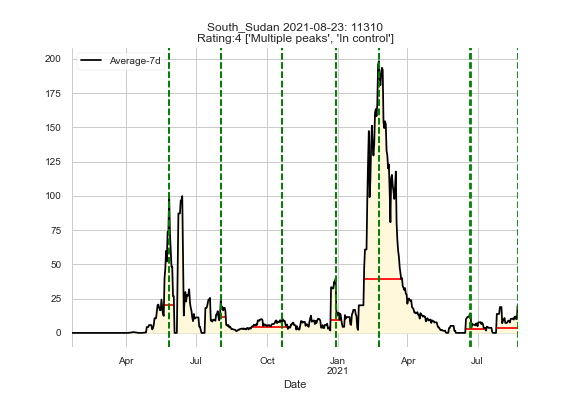 South_Sudan 2021-08-23: 11310
Rating:4 ['Multiple peaks', 'In control']
Average-7d
200
175
150
125
100
75
50
25
0
Apr Jul Oct Jan Apr Jul
2021
Date